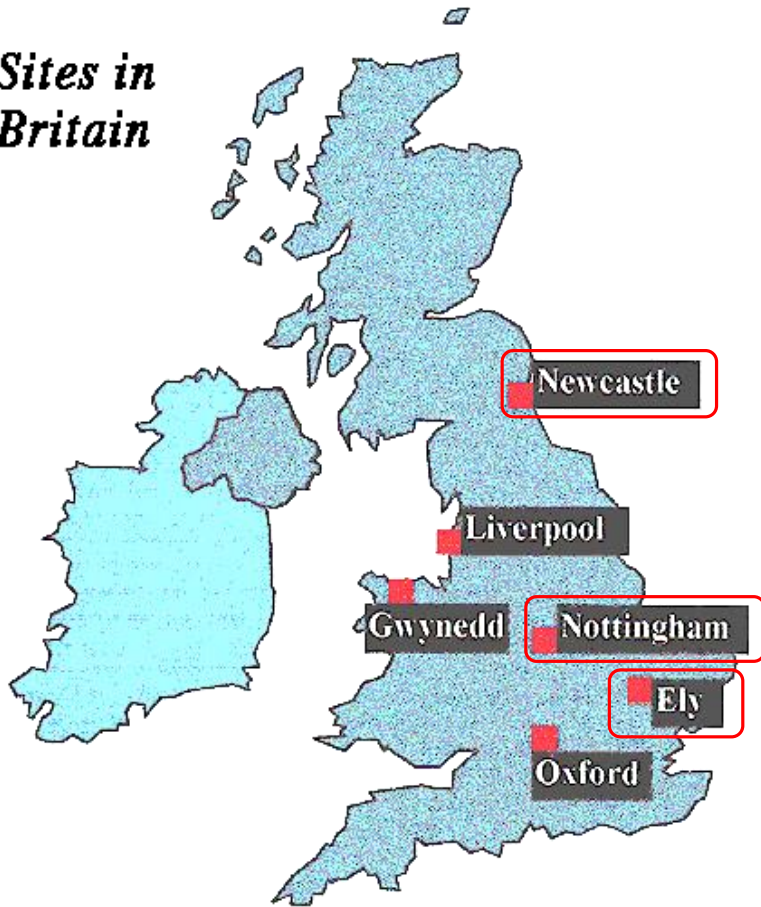 Sites in
Britain
Newcastle
Liverpool
Gwynedd
Nottingham
Ely
Oxford